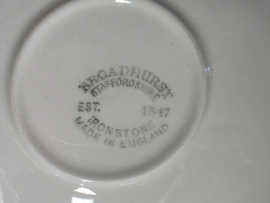 BROADHURST
STAFFORDSHIRE
EST. 1847
IRONSTONE
MADE IN ENGLAND